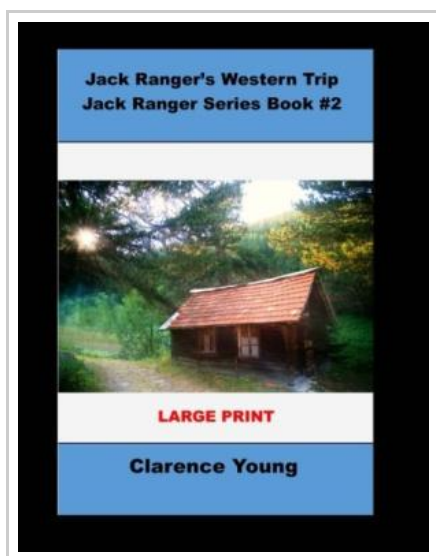 Jack Ranger's Western Trip
Jack Ranger Series Book #2
LARGE PRINT
Clarence Young